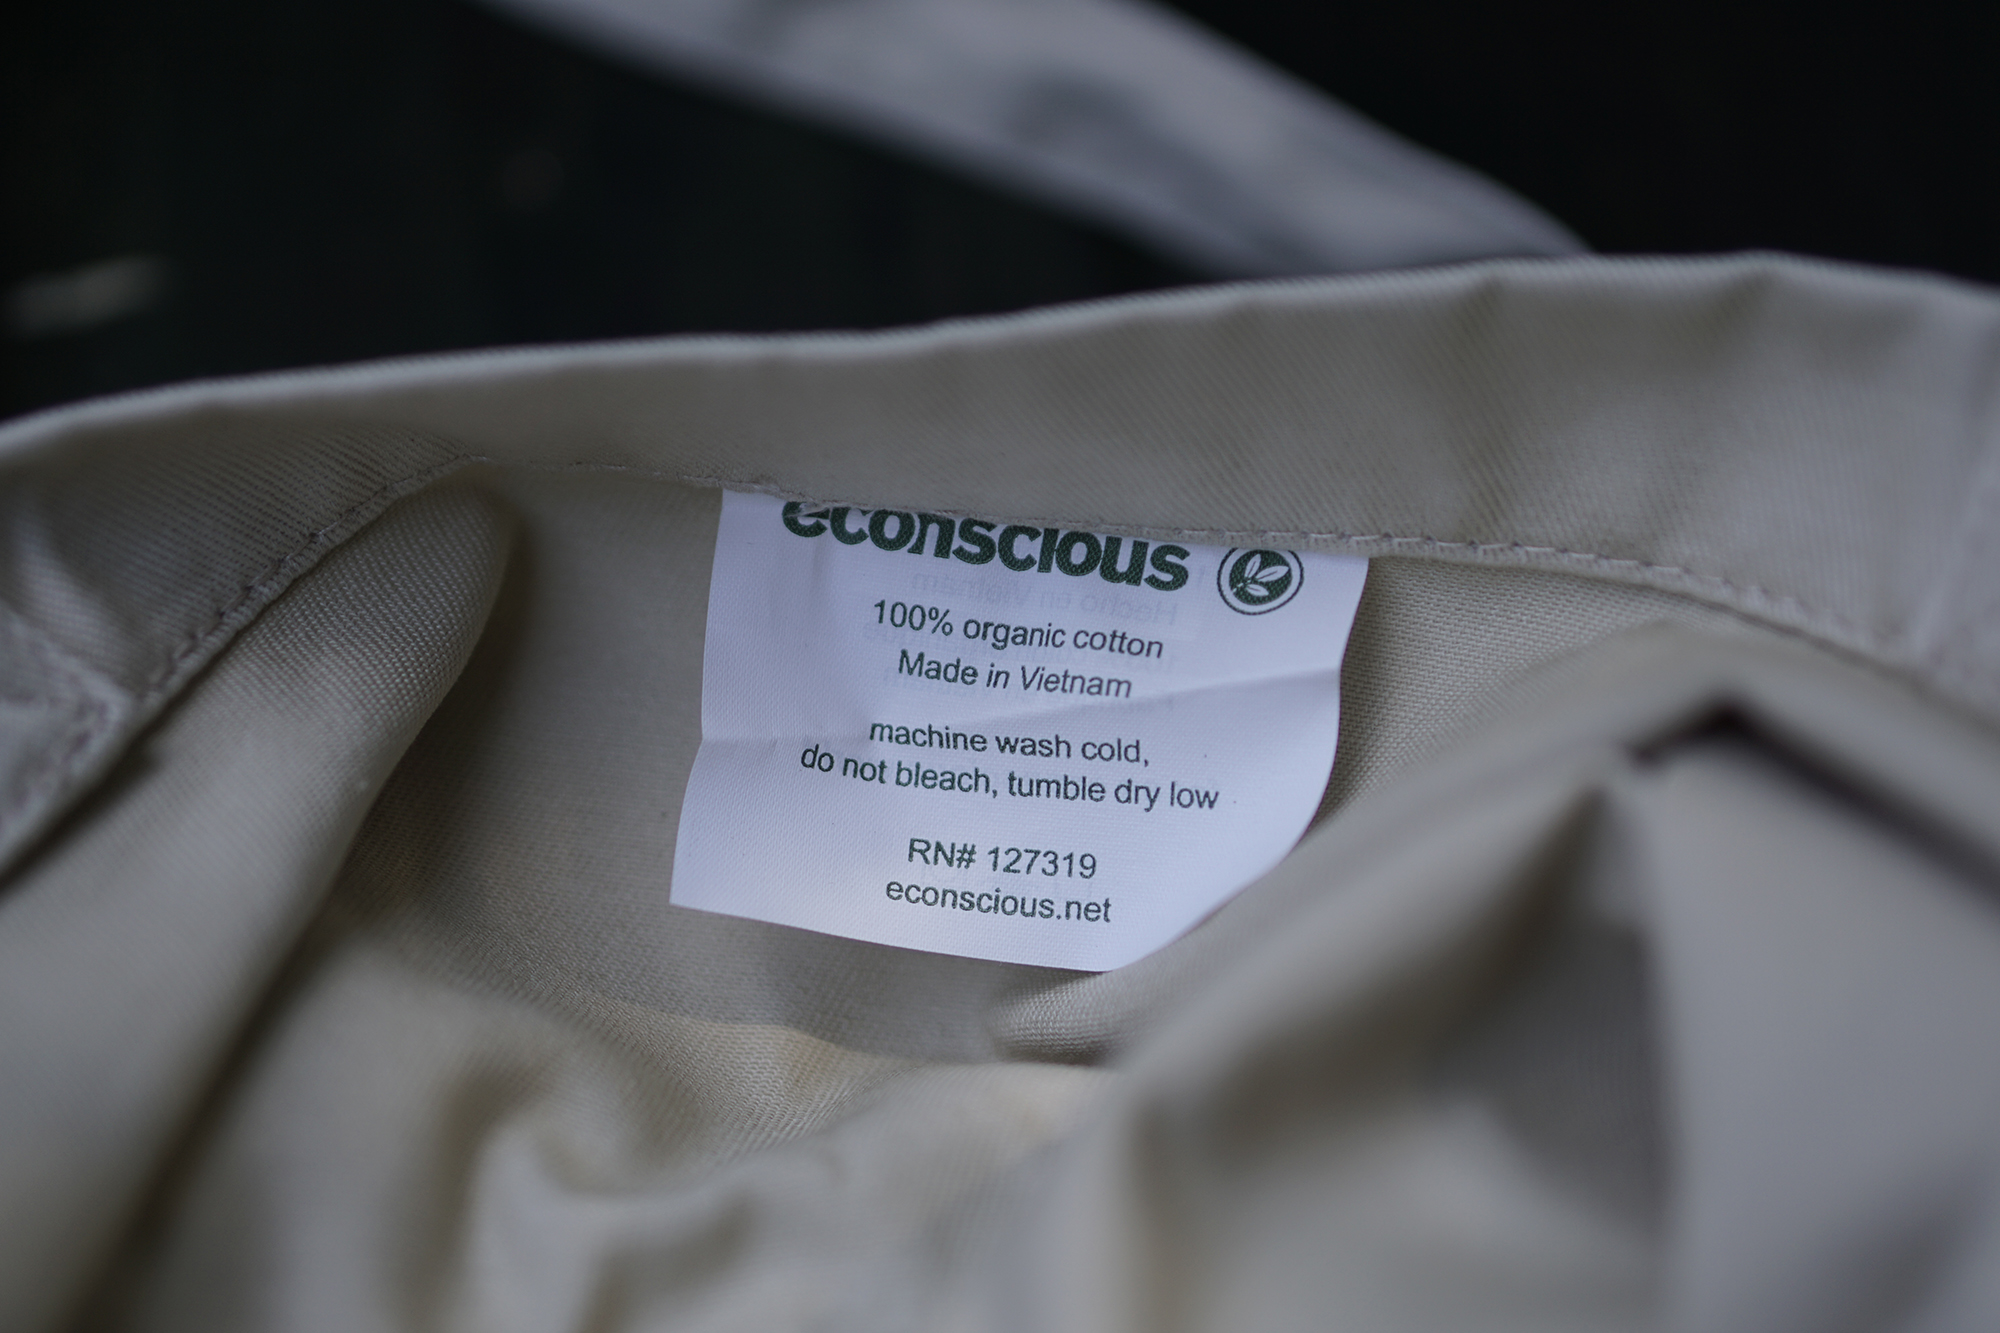 econscious
100% organic cotton
Made in Vietnam
machine wash cold,
do not bleach, tumble dry low
RN# 127319
econscious.net